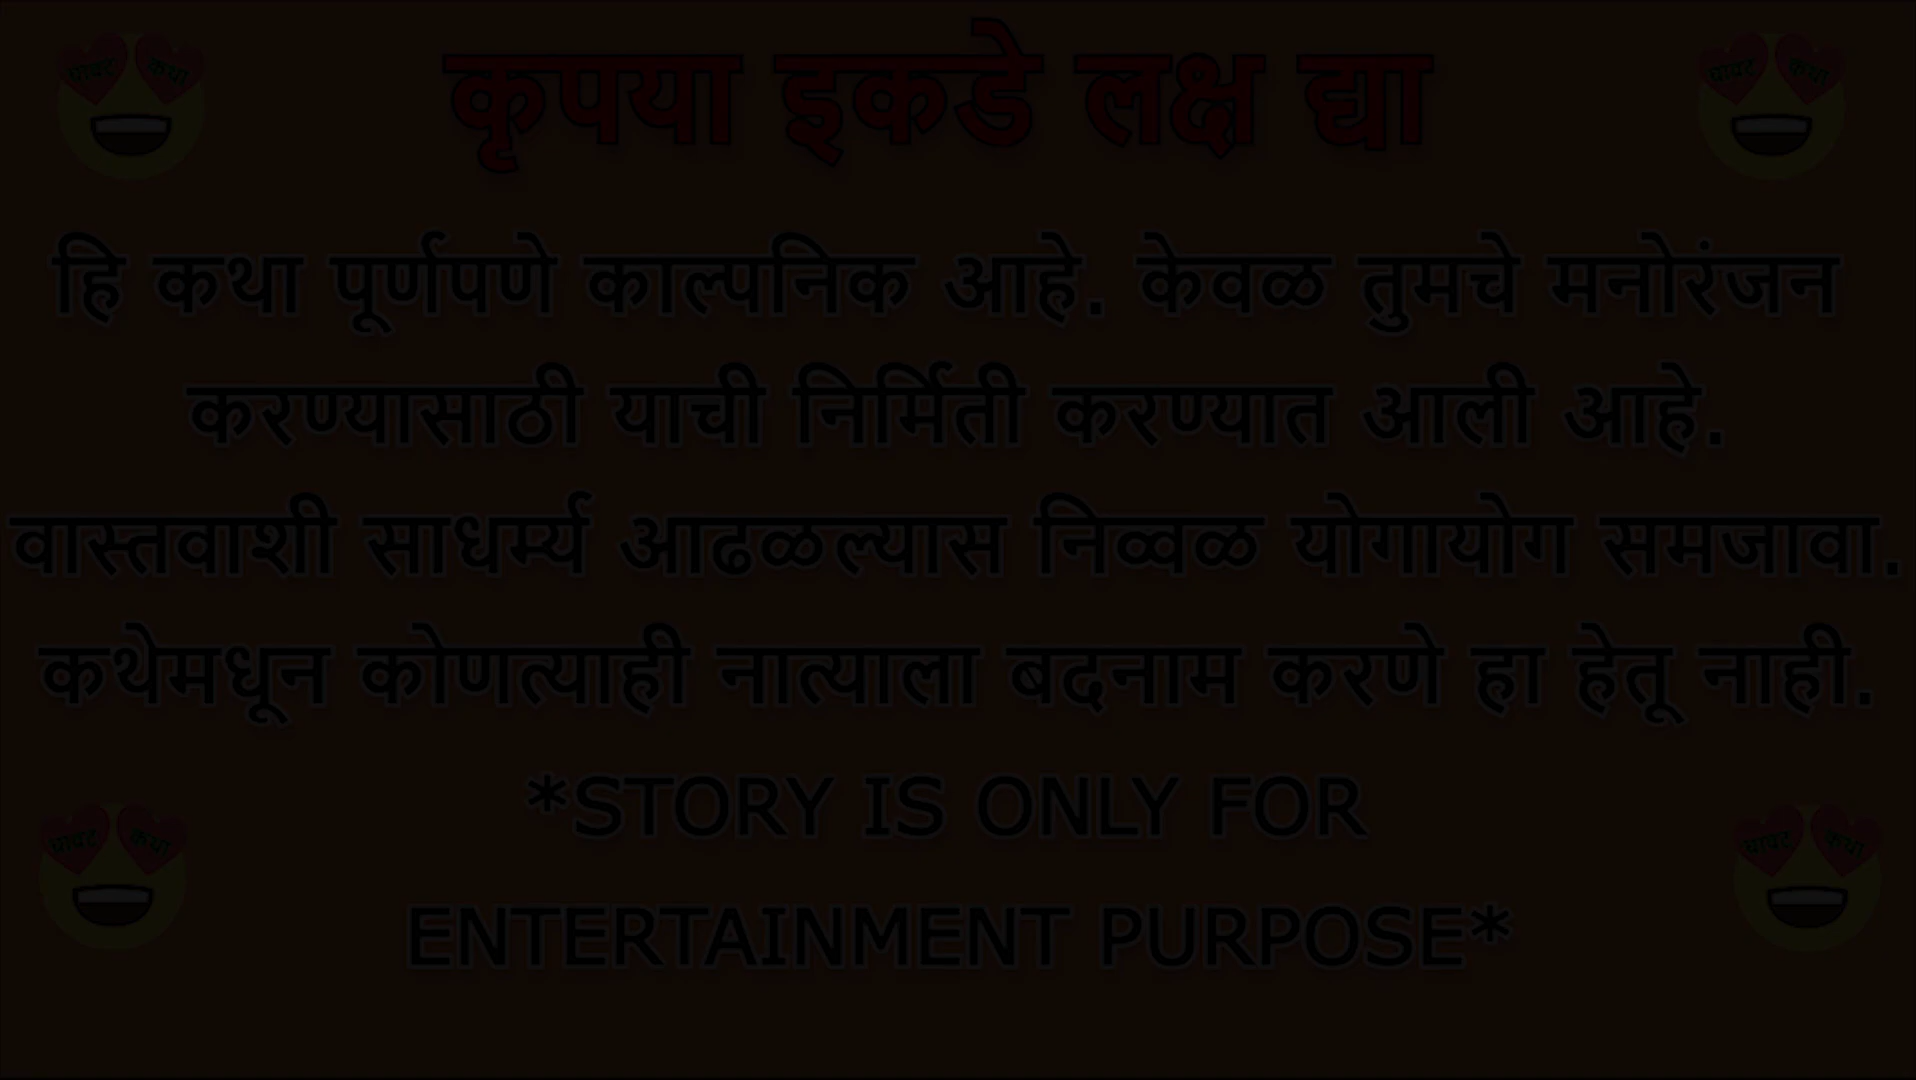 कृपया इकडे लक्ष द्या
हि कथा पूर्णपणे काल्पनिक आहे. केवळ तुमचे मनोरंजन
करण्यासाठी याची निर्मिती करण्यात आली आहे.
वास्तवाशी साधर्म्य आढळल्यास निव्वळ योगायोग समजावा.
कथेमधून कोणत्याही नात्याला बदनाम करणे हा हेतू नाही.
*STORY IS ONLY FOR
ENTERTAINMENT PURPOSE*